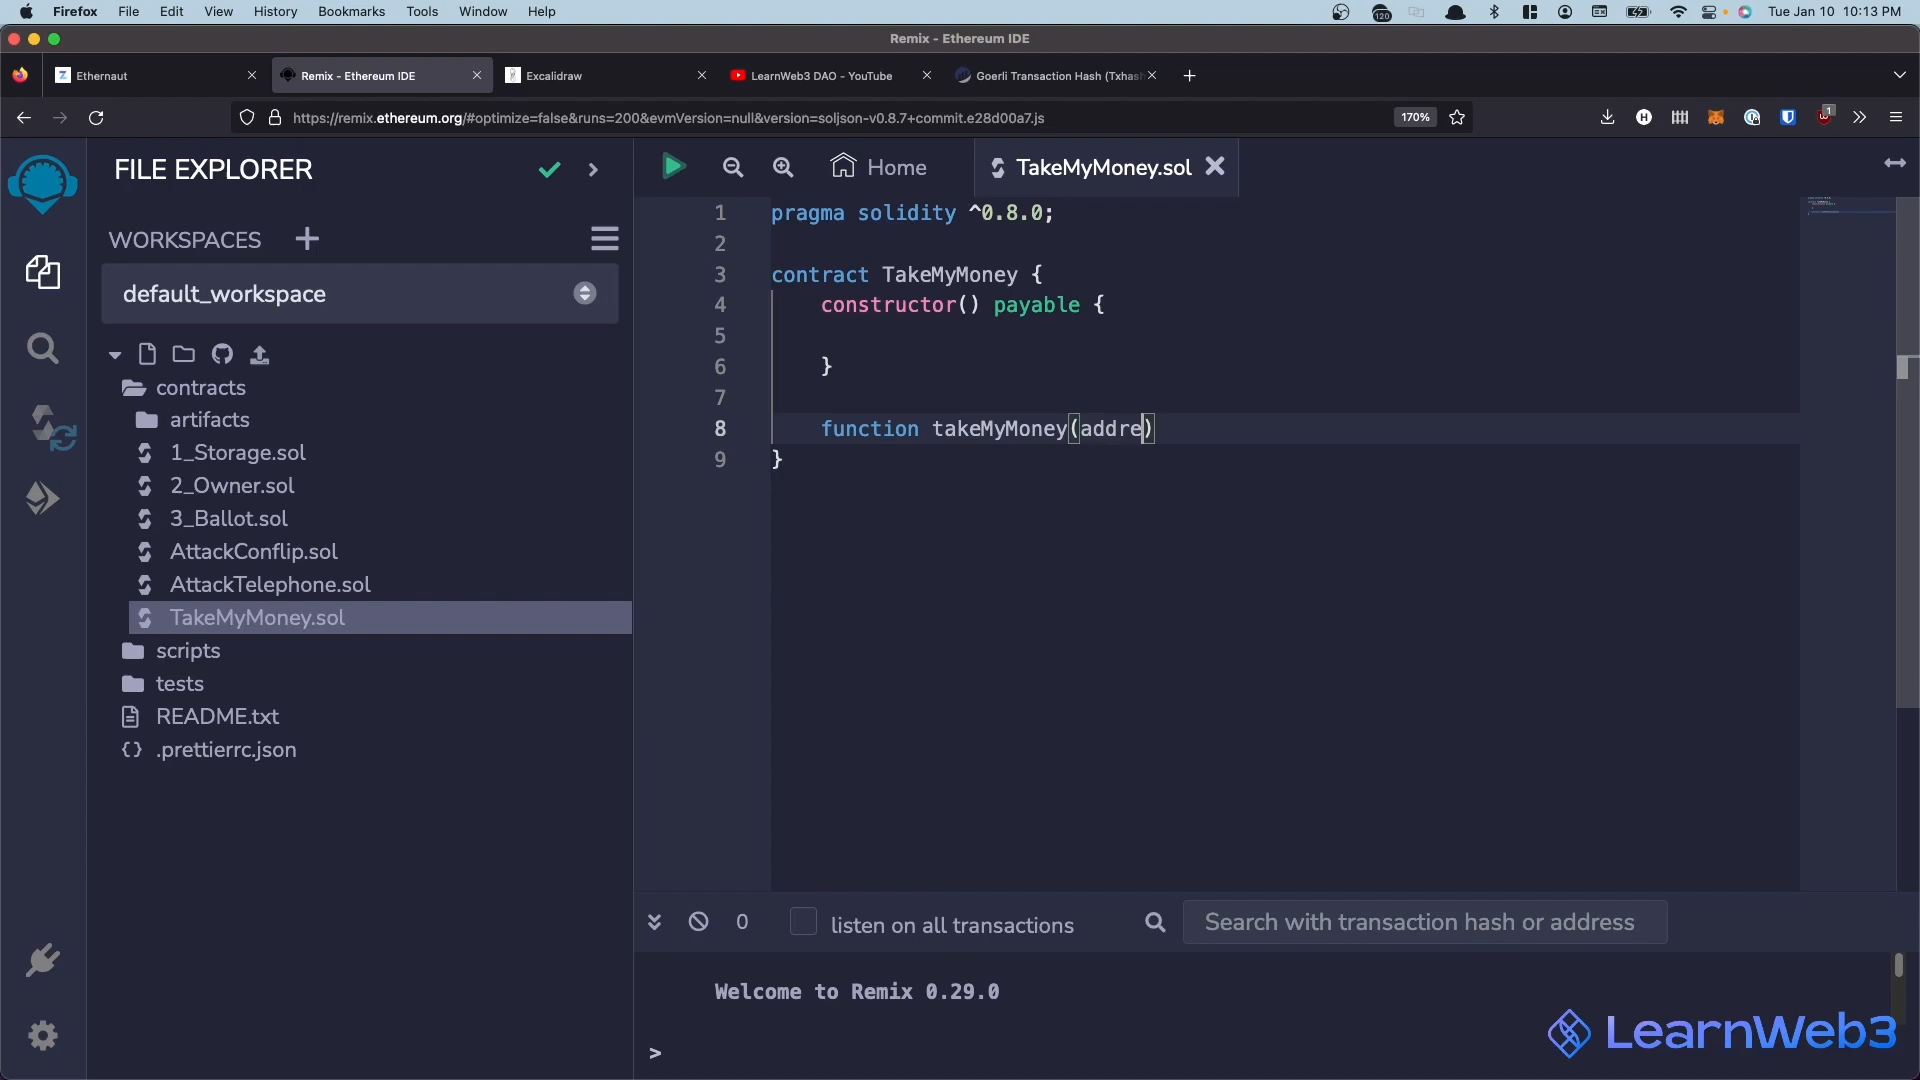 Firefox File Edit View History Bookmarks Tools Window Help 120 Tue Jan 10 10:13 PM
Remix - Ethereum IDE
Ethernaut Remix - Ethereum IDE Excalidraw LearnWeb3 DAO - YouTube Goerli Transaction Hash (Txhash
https://remix.ethereum.org/#optimize=false&runs=200&evmVersion=null&version=soljson-v0.8.7+commit.e28d00a7.js 170% 1
FILE EXPLORER
WORKSPACES
default_workspace
contracts
artifacts
1_Storage.sol
2_Owner.sol
3_Ballot.sol
AttackConflip.sol
AttackTelephone.sol
TakeMyMoney.sol
scripts
tests
README.txt
.prettierrc.json
Home TakeMyMoney.sol
1 pragma solidity ^0.8.0;
2
3 contract TakeMyMoney {
4 constructor() payable {
5
6 }
7
8 function takeMyMoney(addre)
9 }
0 listen on all transactions Search with transaction hash or address
Welcome to Remix 0.29.0
>
LearnWeb3